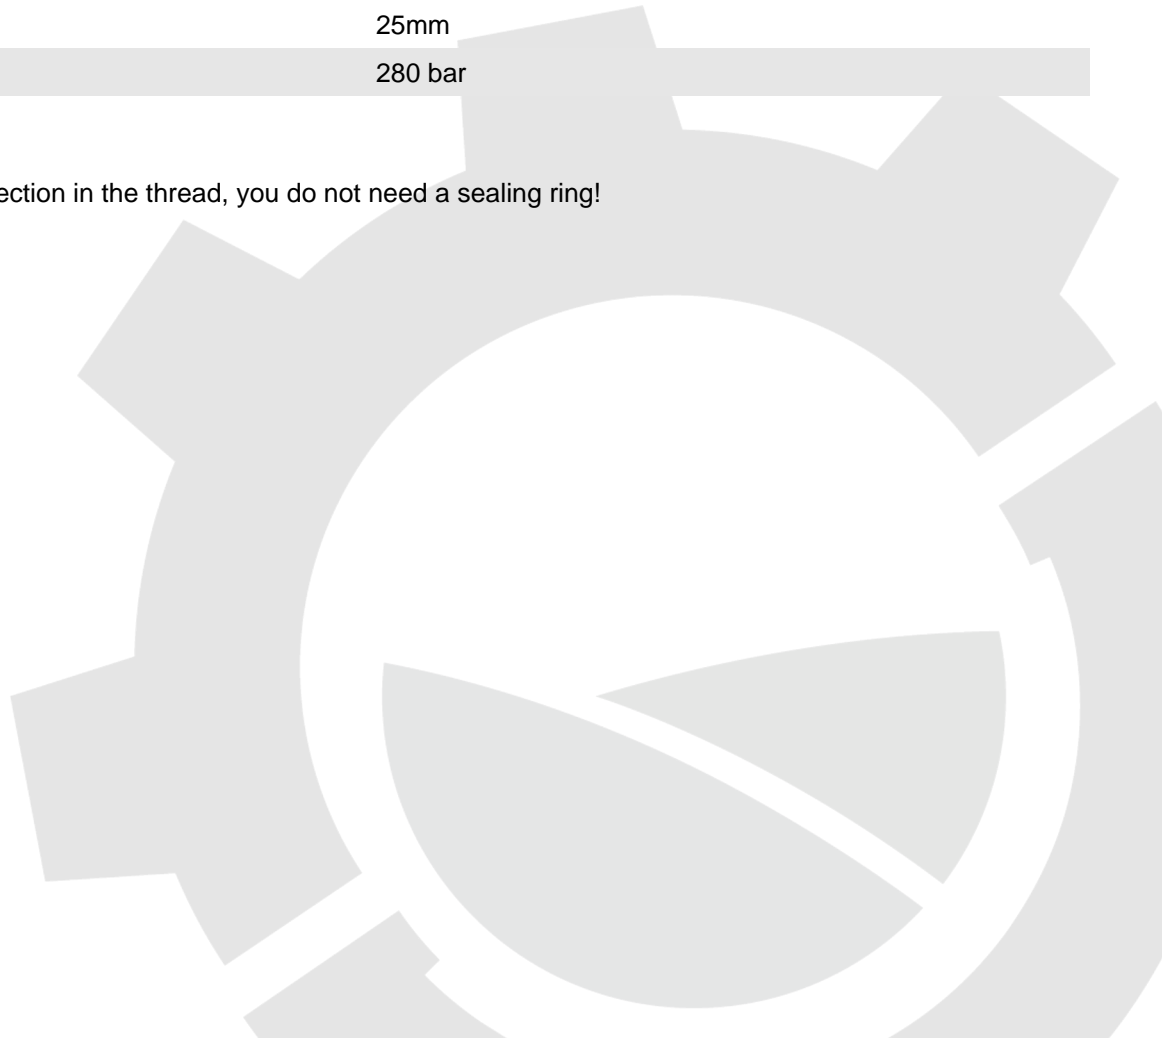 25mm
280 bar
ection in the thread, you do not need a sealing ring!